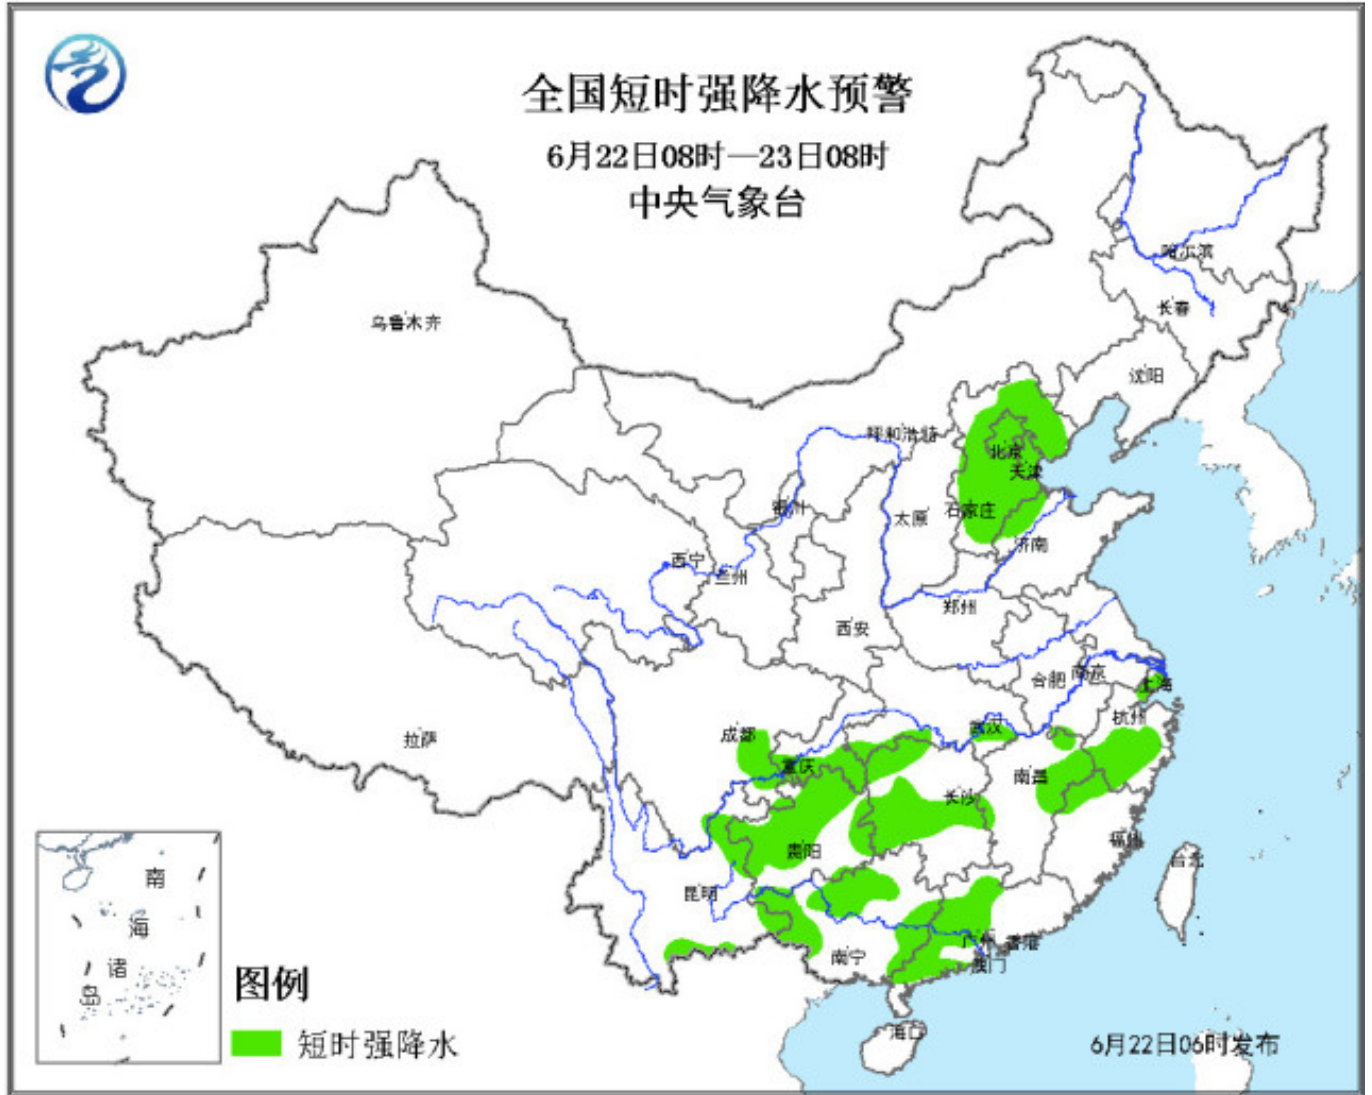 全国短时强降水预警
6月22日08时—23日08时
中央气象台
哈尔滨
长春
乌鲁木齐
沈阳
呼和浩特
北京
天津
银川
石家庄
太原
济南
西宁
兰州
郑州
西安
合肥
南京
上海
杭州
拉萨
成都
武汉
重庆
南昌
长沙
贵阳
福州
台北
昆明
广州
香港
澳门
南宁
海口
南
海
诸
岛
图例
短时强降水
6月22日06时发布